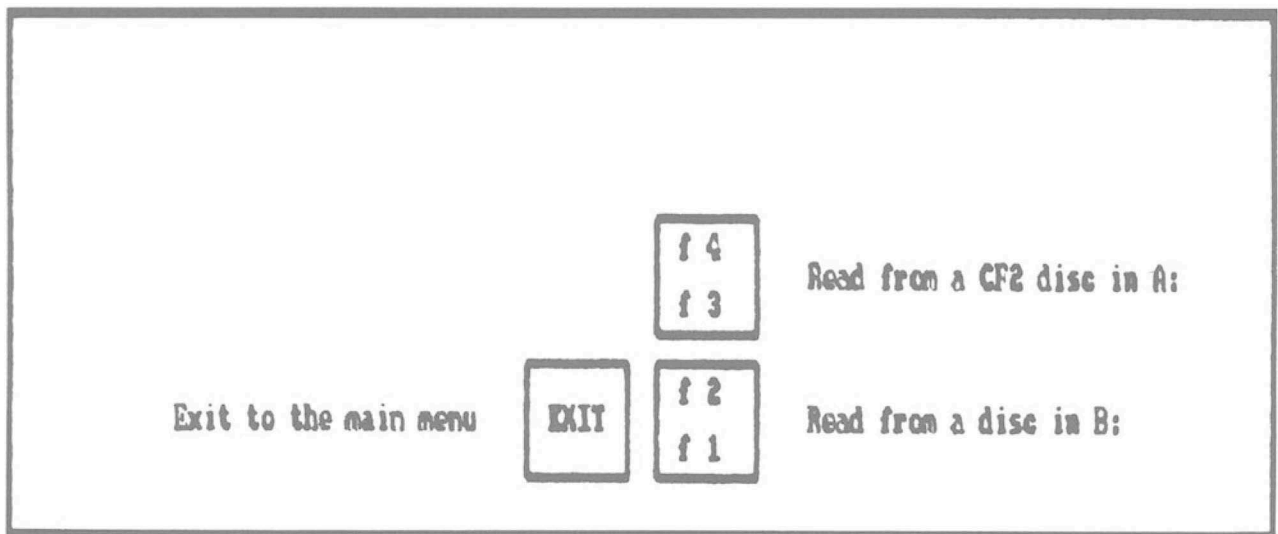 f 4
f 3
Read from a CF2 disc in A:
Exit to the main menu
EXIT
f 2
f 1
Read from a disc in B: